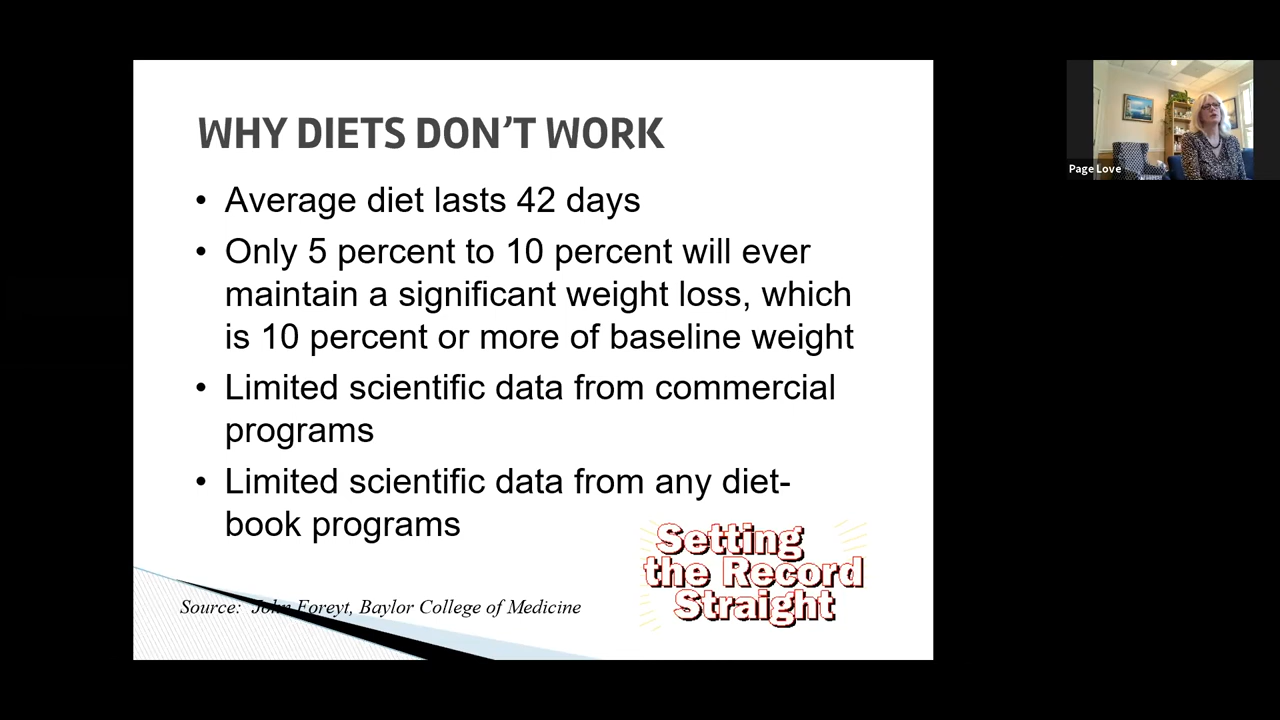 WHY DIETS DON’T WORK
• Average diet lasts 42 days
• Only 5 percent to 10 percent will ever
maintain a significant weight loss, which
is 10 percent or more of baseline weight
• Limited scientific data from commercial
programs
• Limited scientific data from any diet-
book programs
Setting
the Record
Straight
Source: John Foreyt, Baylor College of Medicine
Page Love